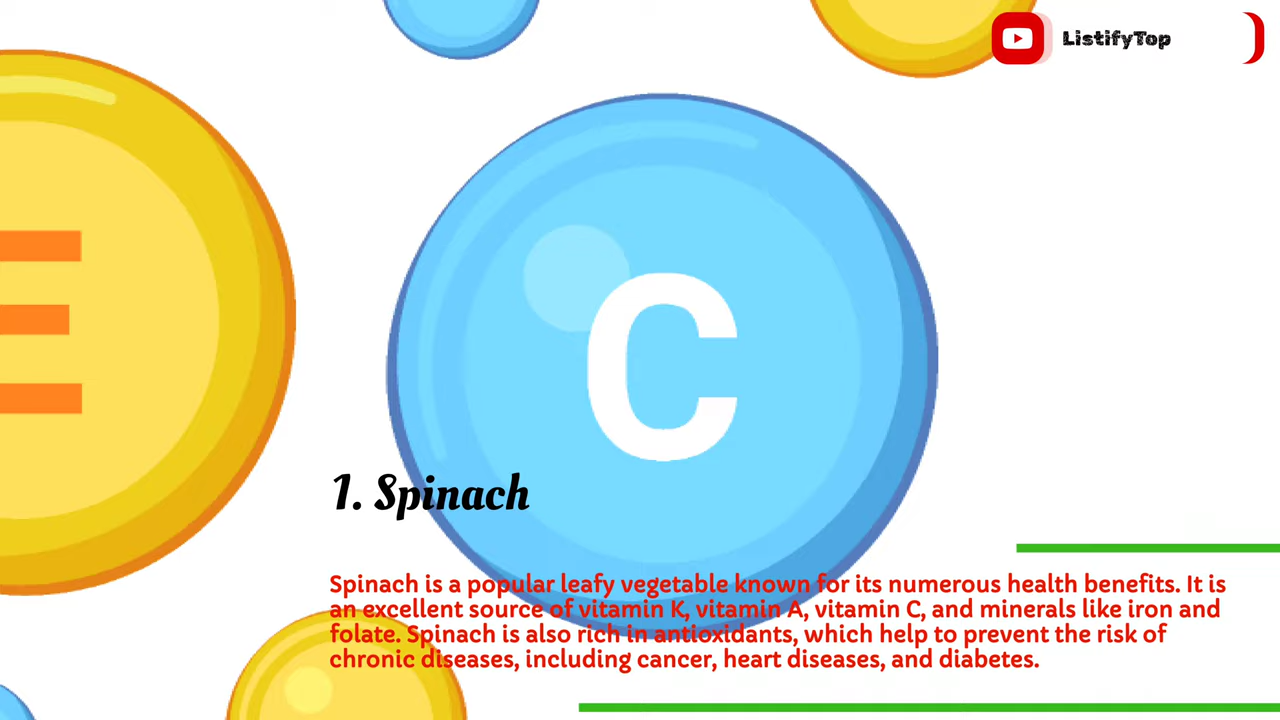 ListifyTop
E
C
1. Spinach
Spinach is a popular leafy vegetable known for its numerous health benefits. It is
an excellent source of vitamin K, vitamin A, vitamin C, and minerals like iron and
folate. Spinach is also rich in antioxidants, which help to prevent the risk of
chronic diseases, including cancer, heart diseases, and diabetes.